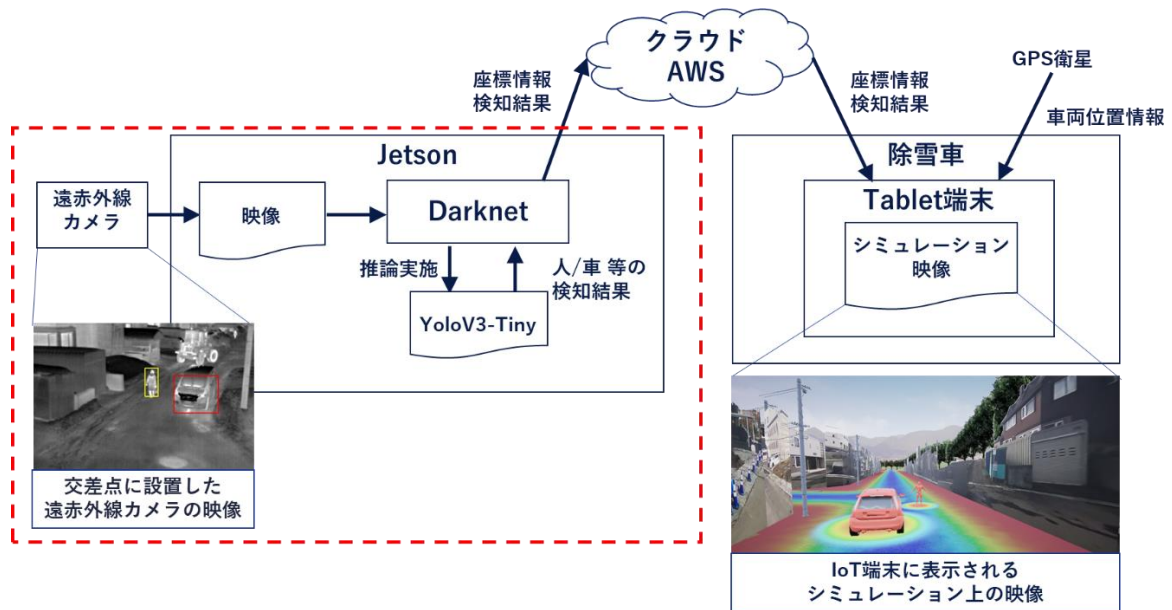 クラウド
AWS
座標情報
検知結果
座標情報
検知結果
GPS衛星
車両位置情報
Jetson
遠赤外線
カメラ
映像
Darknet
推論実施
人/車 等の
検知結果
YoloV3-Tiny
交差点に設置した
遠赤外線カメラの映像
除雪車
Tablet端末
シミュレーション
映像
IoT端末に表示される
シミュレーション上の映像